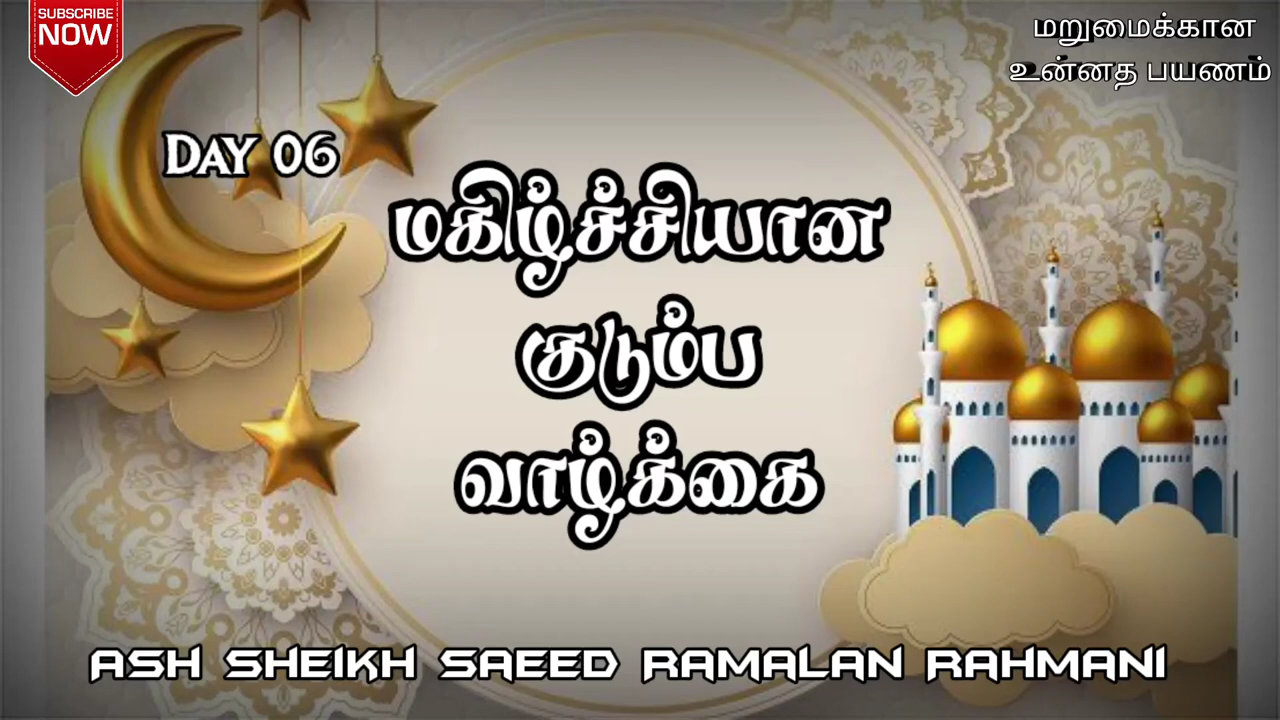 SUBSCRIBE
NOW
மறுமைக்கான
உன்னத பயணம்
DAY 06
மகிழ்ச்சியான
குடும்ப
வாழ்க்கை
ASH SHEIKH SAEED RAMALAN RAHMANI